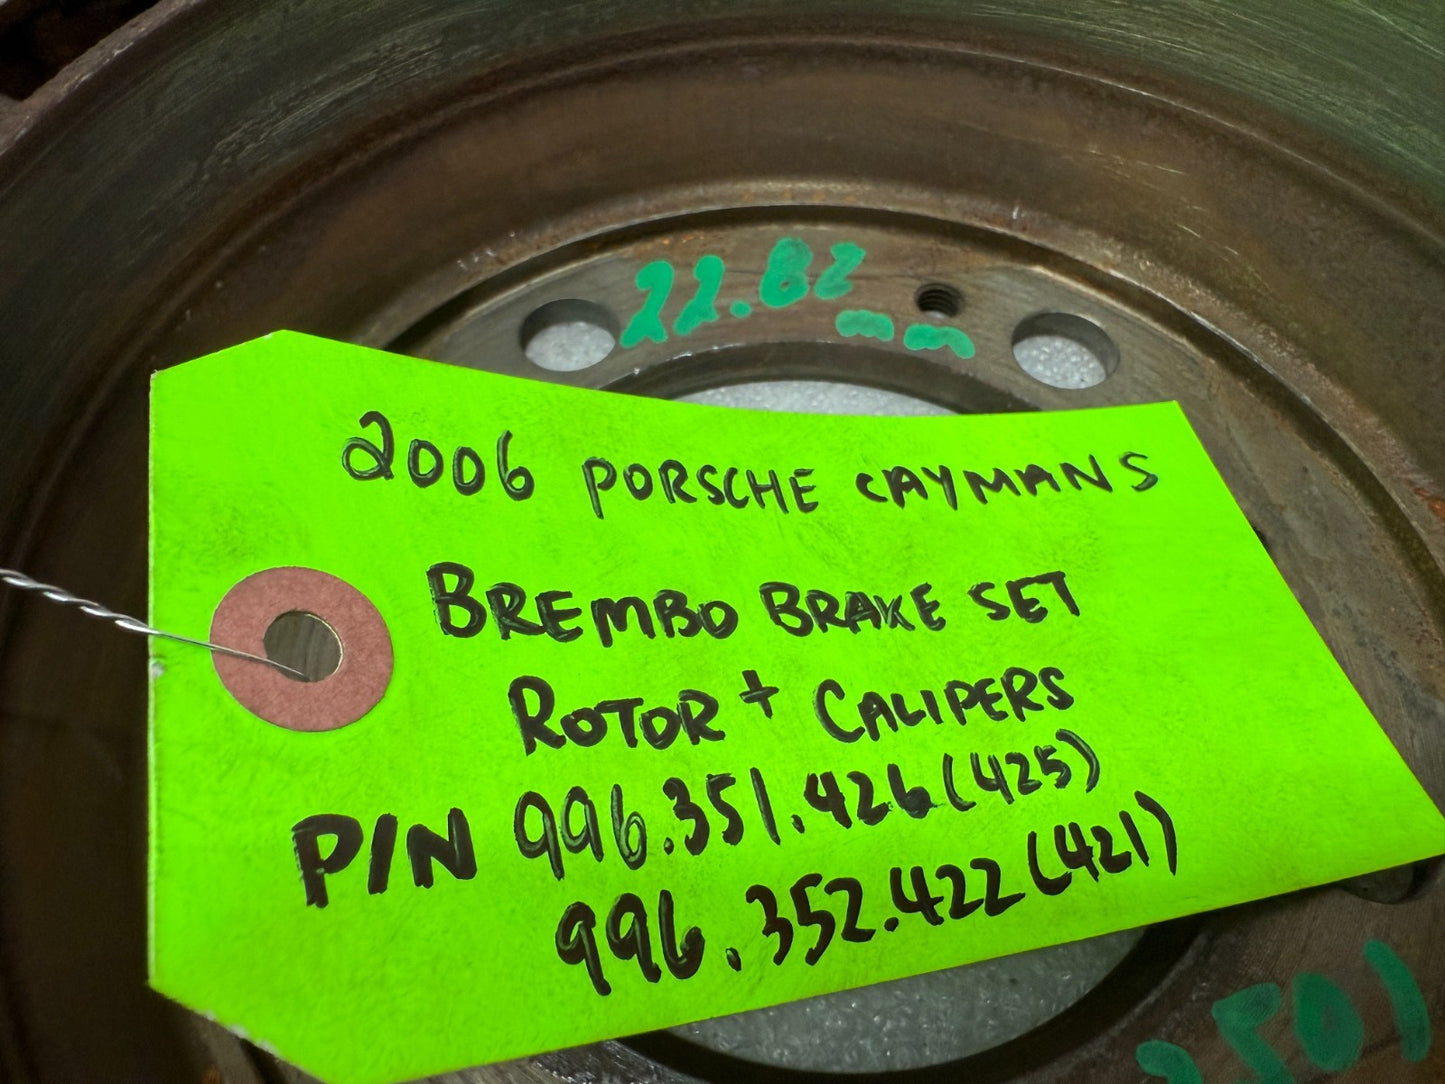 22.82
mm
2006 PORSCHE CAYMAN S
BREMBO BRAKE SET
ROTOR + CALIPERS
P/N 996.351.426(425)
996.352.422(421)